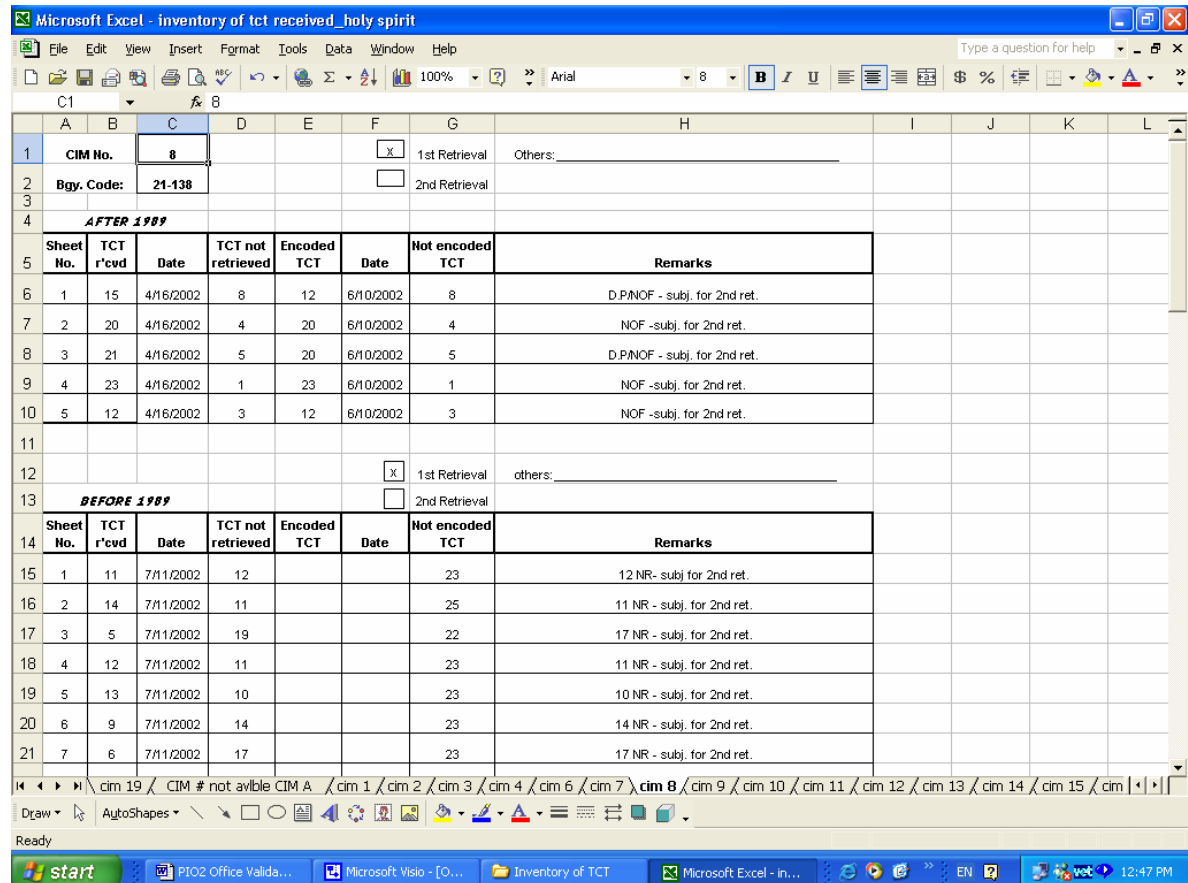 Microsoft Excel - inventory of tct received_holy spirit
File Edit View Insert Format Tools Data Window Help Type a question for help
100% Arial 8 B I U $ %
C1 fx 8
A B C D E F G H I J K L
1 CIM No. 8 x 1st Retrieval Others:
2 Bgy. Code: 21-138 2nd Retrieval
3
4 AFTER 1989
5 Sheet No. TCT r'cvd Date TCT not retrieved Encoded TCT Date Not encoded TCT Remarks
6 1 15 4/16/2002 8 12 6/10/2002 8 D.P/NOF - subj. for 2nd ret.
7 2 20 4/16/2002 4 20 6/10/2002 4 NOF -subj. for 2nd ret.
8 3 21 4/16/2002 5 20 6/10/2002 5 D.P/NOF - subj. for 2nd ret.
9 4 23 4/16/2002 1 23 6/10/2002 1 NOF -subj. for 2nd ret.
10 5 12 4/16/2002 3 12 6/10/2002 3 NOF -subj. for 2nd ret.
11
12 x 1st Retrieval others:
13 BEFORE 1989 2nd Retrieval
14 Sheet No. TCT r'cvd Date TCT not retrieved Encoded TCT Date Not encoded TCT Remarks
15 1 11 7/11/2002 12 23 12 NR- subj for 2nd ret.
16 2 14 7/11/2002 11 25 11 NR - subj. for 2nd ret.
17 3 5 7/11/2002 19 22 17 NR - subj. for 2nd ret.
18 4 12 7/11/2002 11 23 11 NR - subj. for 2nd ret.
19 5 13 7/11/2002 10 23 10 NR - subj. for 2nd ret.
20 6 9 7/11/2002 14 23 14 NR - subj. for 2nd ret.
21 7 6 7/11/2002 17 23 17 NR - subj. for 2nd ret.
cim 19 CIM # not avlble CIM A cim 1 cim 2 cim 3 cim 4 cim 6 cim 7 cim 8 cim 9 cim 10 cim 11 cim 12 cim 13 cim 14 cim 15 cim
Draw AutoShapes
Ready
start PIO2 Office Valida... Microsoft Visio - [O... Inventory of TCT Microsoft Excel - in... EN vet 12:47 PM